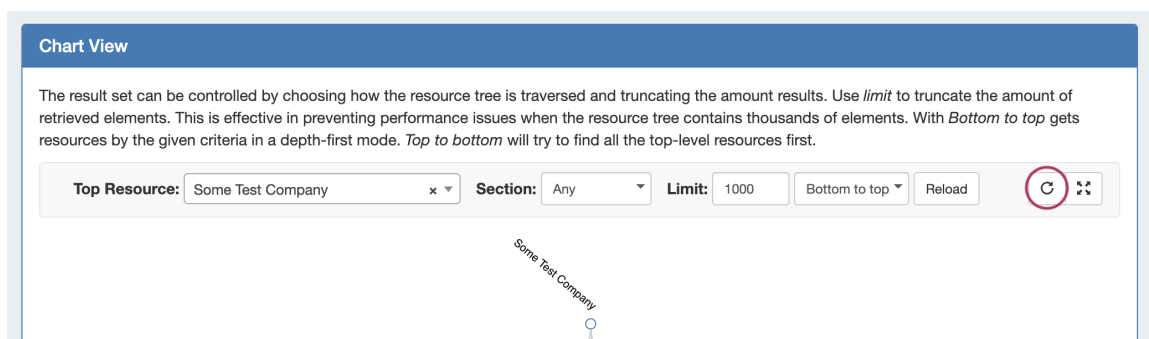 Chart View
The result set can be controlled by choosing how the resource tree is traversed and truncating the amount results. Use limit to truncate the amount of
retrieved elements. This is effective in preventing performance issues when the resource tree contains thousands of elements. With Bottom to top gets
resources by the given criteria in a depth-first mode. Top to bottom will try to find all the top-level resources first.
Top Resource: Some Test Company × Section: Any Limit: 1000 Bottom to top Reload
Some Test Company